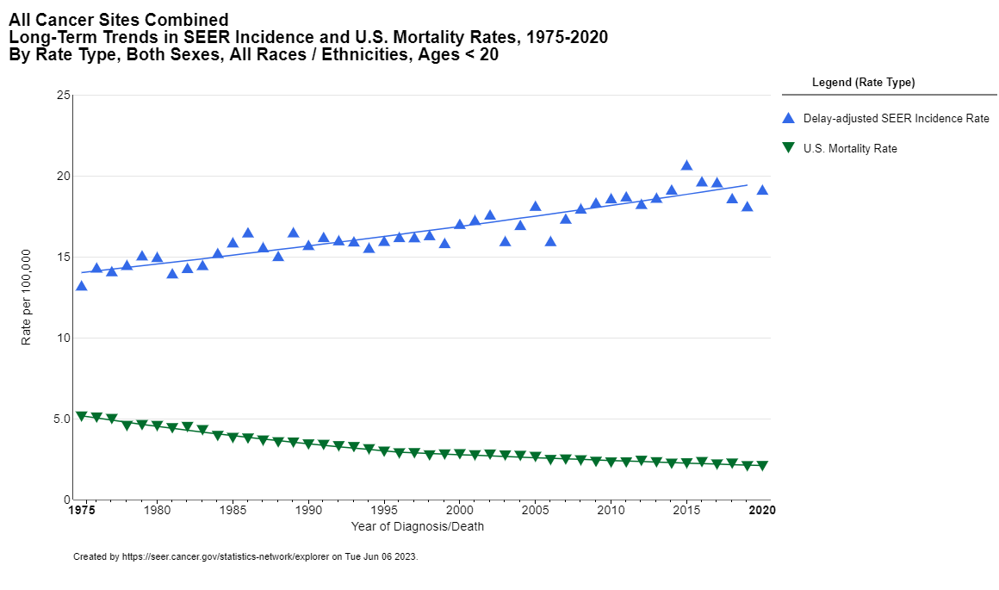 All Cancer Sites Combined
Long-Term Trends in SEER Incidence and U.S. Mortality Rates, 1975-2020
By Rate Type, Both Sexes, All Races / Ethnicities, Ages < 20
Legend (Rate Type)
Delay-adjusted SEER Incidence Rate
U.S. Mortality Rate
Rate per 100,000
25
20
15
10
5.0
0
1975 1980 1985 1990 1995 2000 2005 2010 2015 2020
Year of Diagnosis/Death
Created by https://seer.cancer.gov/statistics-network/explorer on Tue Jun 06 2023.